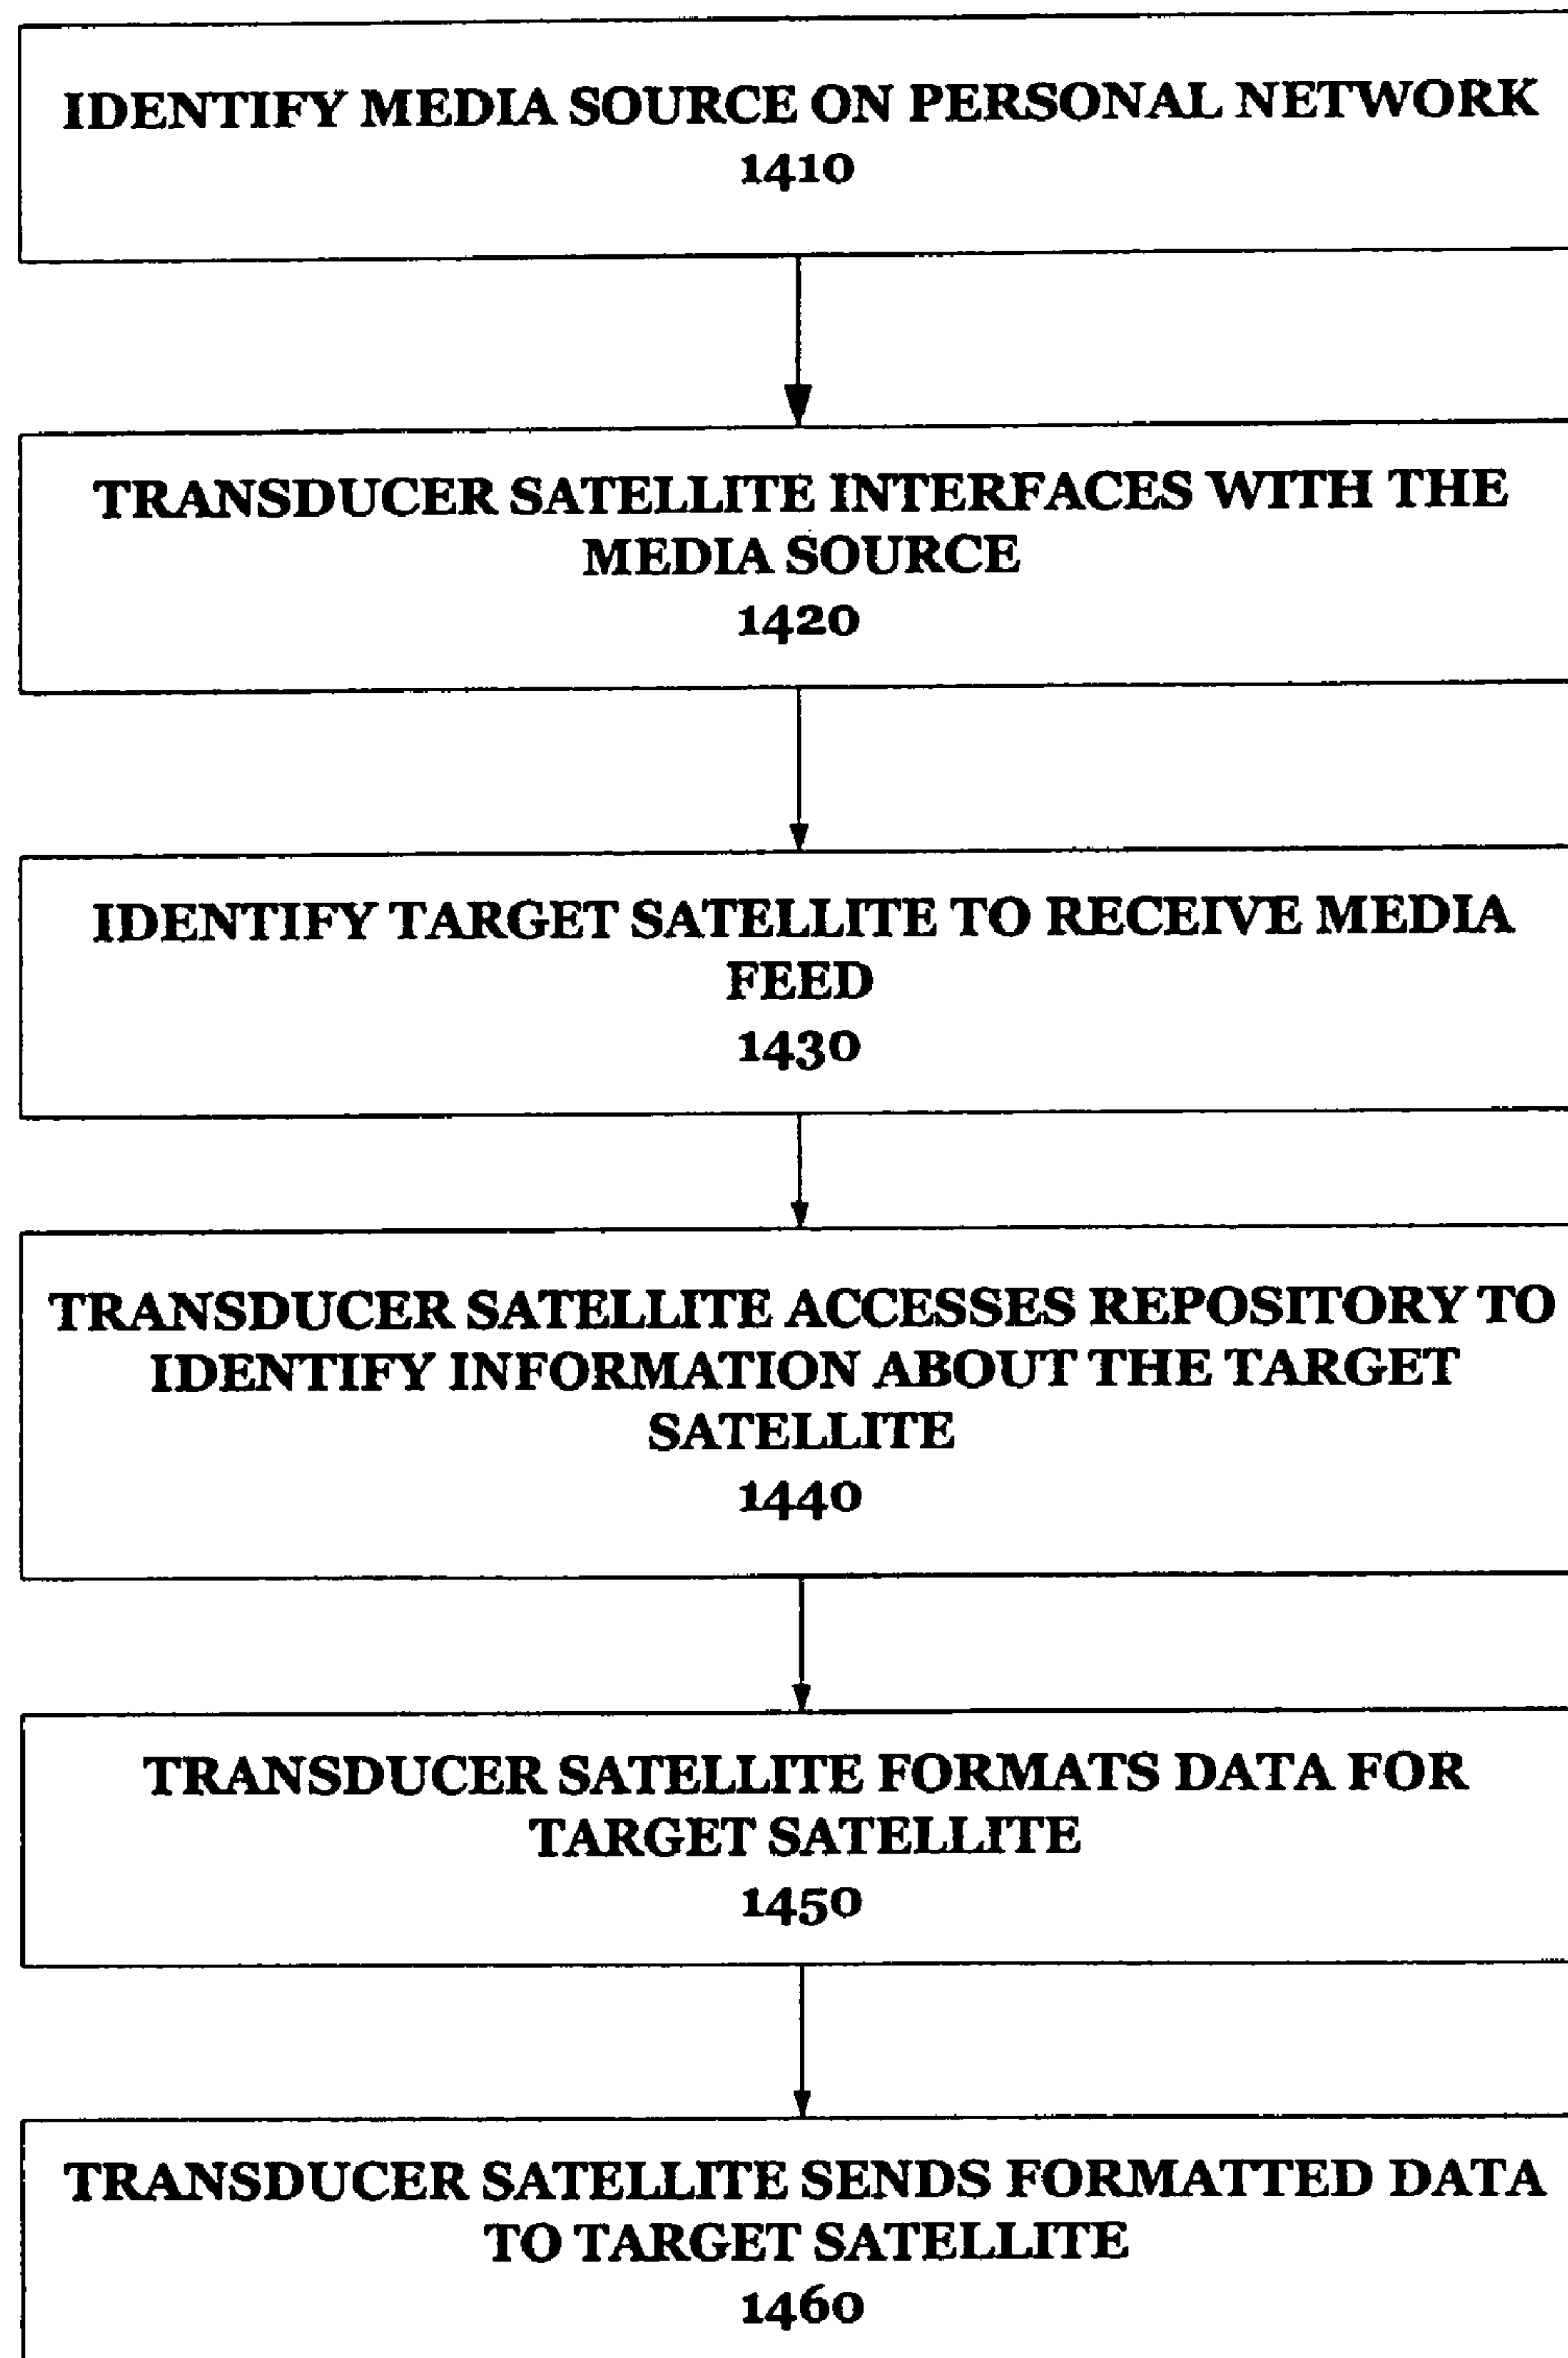 IDENTIFY MEDIA SOURCE ON PERSONAL NETWORK
1410
TRANSDUCER SATELLITE INTERFACES WITH THE
MEDIA SOURCE
1420
IDENTIFY TARGET SATELLITE TO RECEIVE MEDIA
FEED
1430
TRANSDUCER SATELLITE ACCESSES REPOSITORY TO
IDENTIFY INFORMATION ABOUT THE TARGET
SATELLITE
1440
TRANSDUCER SATELLITE FORMATS DATA FOR
TARGET SATELLITE
1450
TRANSDUCER SATELLITE SENDS FORMATTED DATA
TO TARGET SATELLITE
1460